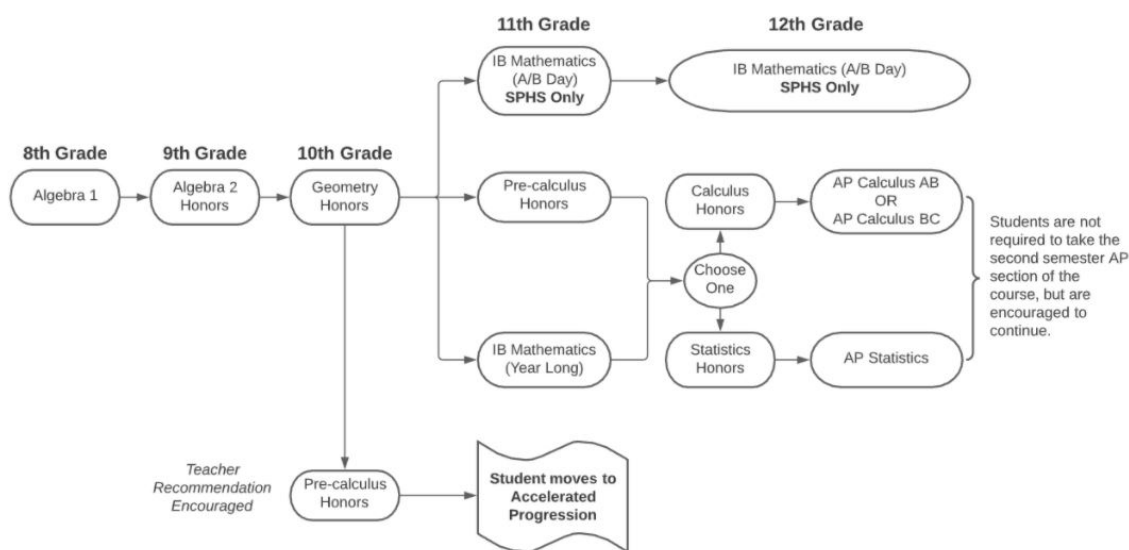 11th Grade
12th Grade
IB Mathematics
(A/B Day)
SPHS Only
IB Mathematics (A/B Day)
SPHS Only
8th Grade
9th Grade
10th Grade
Algebra 1
Algebra 2
Honors
Geometry
Honors
Pre-calculus
Honors
Calculus
Honors
AP Calculus AB
OR
AP Calculus BC
Choose
One
Students are not
required to take the
second semester AP
section of the
course, but are
encouraged to
continue.
IB Mathematics
(Year Long)
Statistics
Honors
AP Statistics
Teacher
Recommendation
Encouraged
Pre-calculus
Honors
Student moves to
Accelerated
Progression